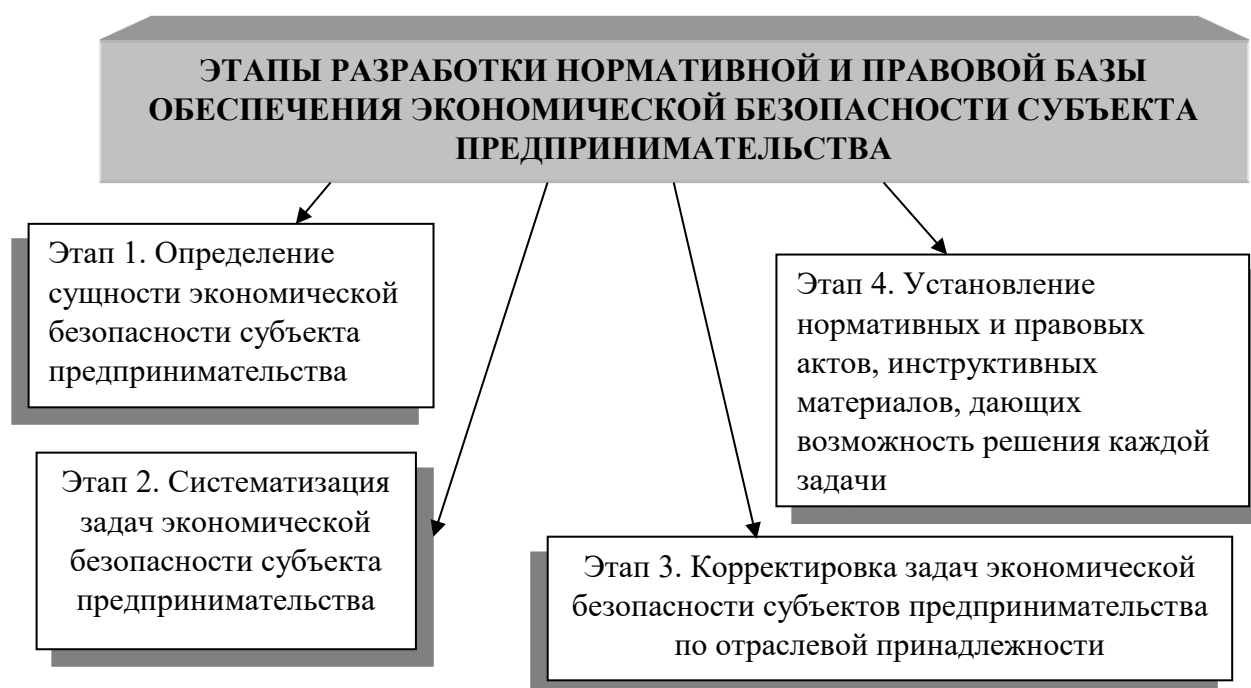 ЭТАПЫ РАЗРАБОТКИ НОРМАТИВНОЙ И ПРАВОВОЙ БАЗЫ
ОБЕСПЕЧЕНИЯ ЭКОНОМИЧЕСКОЙ БЕЗОПАСНОСТИ СУБЪЕКТА
ПРЕДПРИНИМАТЕЛЬСТВА
Этап 1. Определение
сущности экономической
безопасности субъекта
предпринимательства
Этап 2. Систематизация
задач экономической
безопасности субъекта
предпринимательства
Этап 3. Корректировка задач экономической
безопасности субъектов предпринимательства
по отраслевой принадлежности
Этап 4. Установление
нормативных и правовых
актов, инструктивных
материалов, дающих
возможность решения каждой
задачи